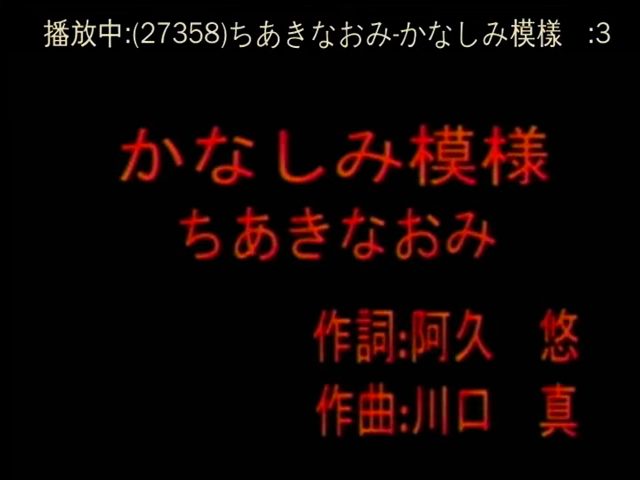 播放中:(27358)ちあきなおみ-かなしみ模様　:3
かなしみ模様
ちあきなおみ
作詞:阿久　悠
作曲:川口　真